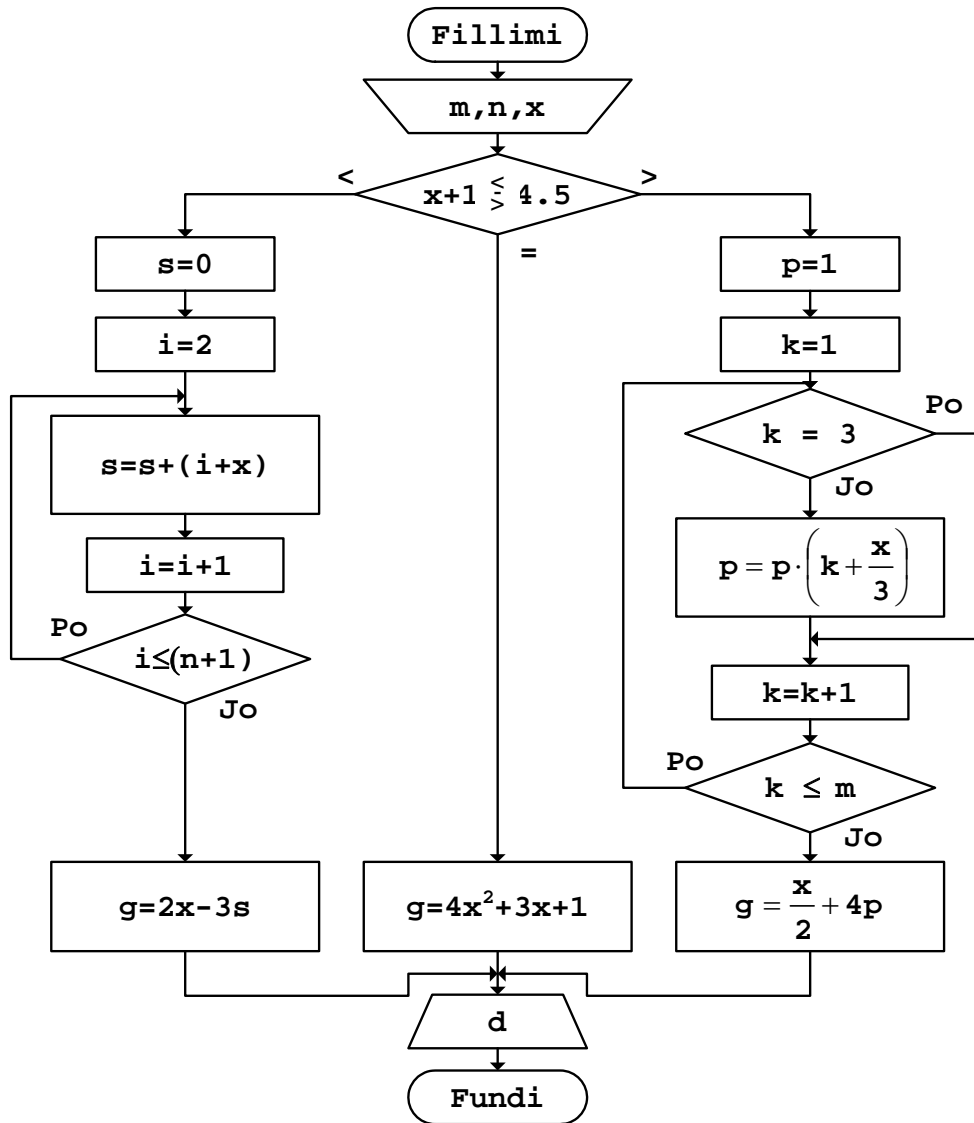 Fillimi
m,n,x
x+1 <=> 4.5
<
>
=
s=0
i=2
s=s+(i+x)
i=i+1
Po
i≤(n+1)
Jo
g=2x-3s
g=4x²+3x+1
p=1
k=1
k = 3
Po
Jo
p = p · (k + x/3)
k=k+1
Po
k ≤ m
Jo
g = x/2 + 4p
d
Fundi